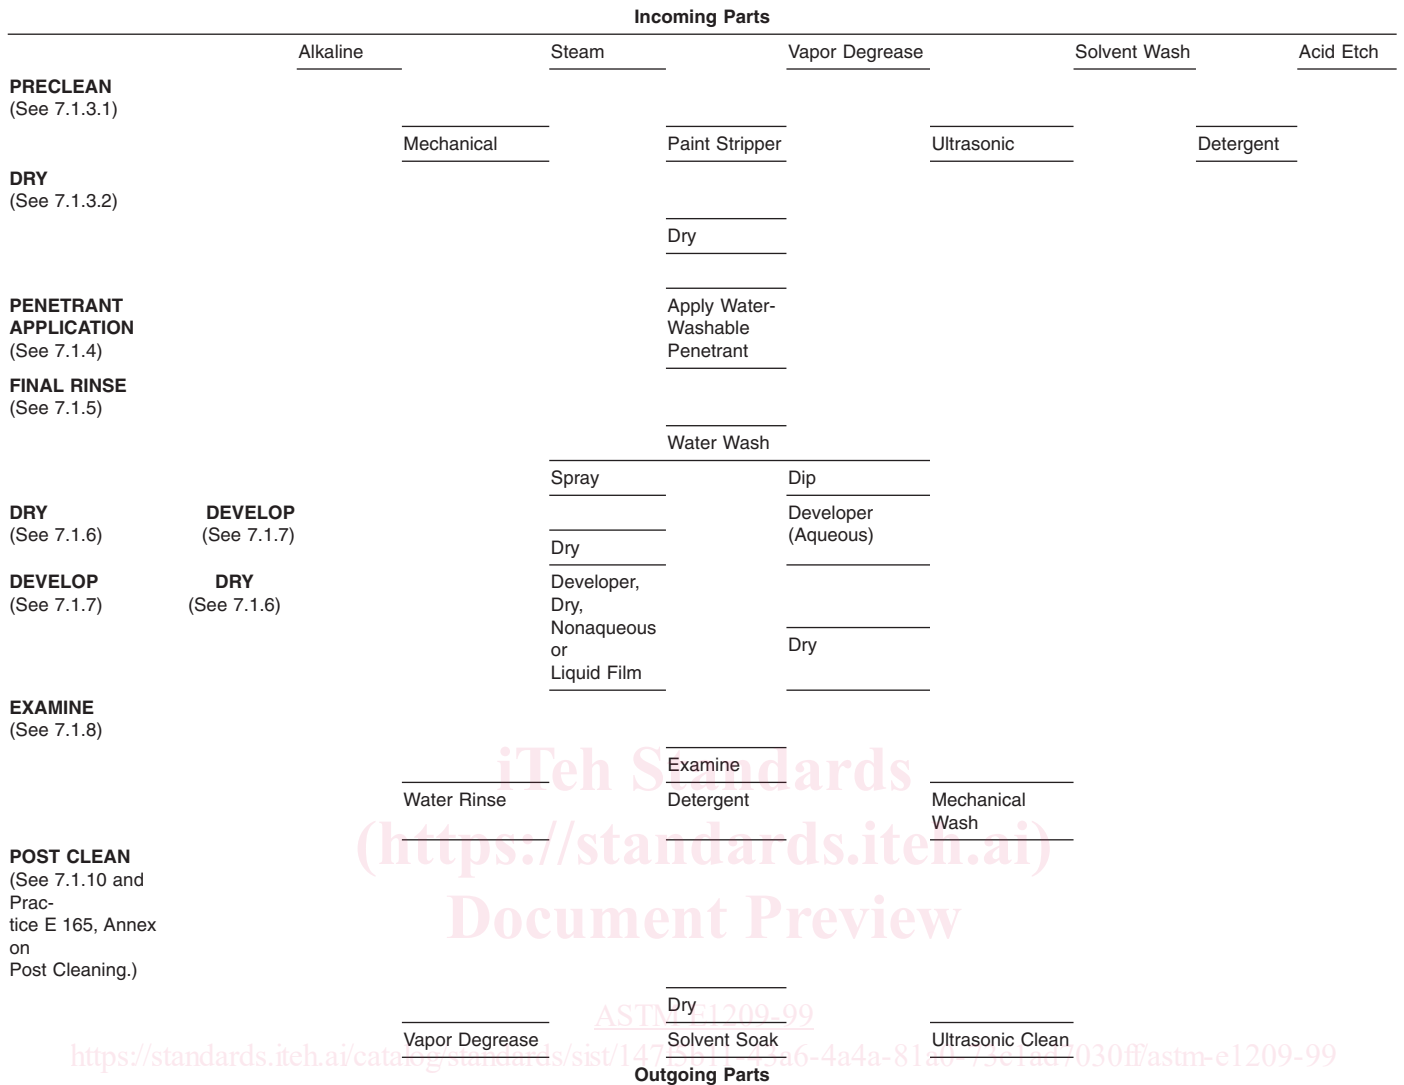 Incoming Parts
Alkaline Steam Vapor Degrease Solvent Wash Acid Etch
PRECLEAN
(See 7.1.3.1)
Mechanical Paint Stripper Ultrasonic Detergent
DRY
(See 7.1.3.2)
Dry
PENETRANT Apply Water-
APPLICATION Washable
(See 7.1.4) Penetrant
FINAL RINSE
(See 7.1.5)
Water Wash
Spray Dip
DRY DEVELOP Developer
(See 7.1.6) (See 7.1.7) (Aqueous)
Dry
DEVELOP DRY Developer,
(See 7.1.7) (See 7.1.6) Dry,
Nonaqueous
or Dry
Liquid Film
EXAMINE
(See 7.1.8)
iTeh Standards
Examine
Water Rinse Detergent Mechanical
Wash
(https://standards.iteh.ai)
POST CLEAN
(See 7.1.10 and
Prac-
tice E 165, Annex
on
Post Cleaning.)
Document Preview
Dry
ASTM E1209-99
Vapor Degrease Solvent Soak Ultrasonic Clean
Outgoing Parts